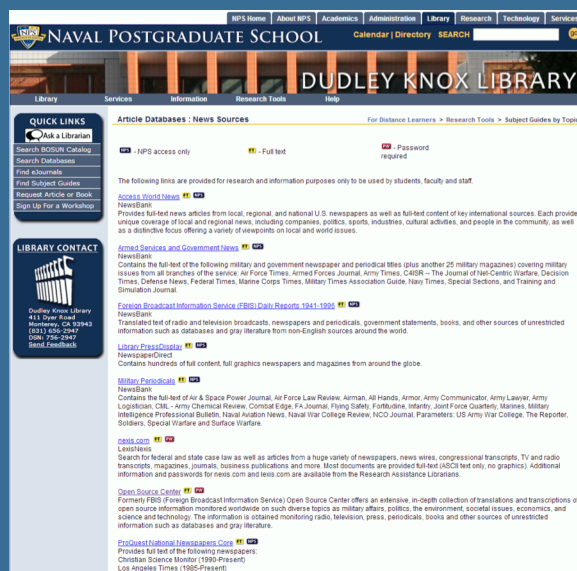 NPS Home About NPS Academics Administration Library Research Technology Services
NPS NAVAL POSTGRADUATE SCHOOL
Calendar | Directory SEARCH
DUDLEY KNOX LIBRARY
Library Services Information Research Tools Help
QUICK LINKS
Ask a Librarian
Search BOSUN Catalog
Search Databases
Find eJournals
Find Subject Guides
Request Article or Book
Sign Up For a Workshop
LIBRARY CONTACT
Dudley Knox Library
411 Dyer Road
Monterey, CA 93943
(831) 656-2947
DSN: 756-2947
Send Feedback
Article Databases : News Sources
For Distance Learners > Research Tools > Subject Guides by Topic
NPS - NPS access only FT - Full text PW - Password
required
The following links are provided for research and information purposes only to be used by students, faculty and staff.
Access World News FT NPS
NewsBank
Provides full-text news articles from local, regional, and national U.S. newspapers as well as full-text content of key international sources. Each provide
unique coverage of local and regional news, including companies, politics, sports, industries, cultural activities, and people in the community, as well
as a distinctive focus offering a variety of viewpoints on local and world issues.
Armed Services and Government News FT NPS
NewsBank
Contains the full-text of the following military and government newspaper and periodical titles (plus another 25 military magazines) covering military
issues from all branches of the service: Air Force Times, Armed Forces Journal, Army Times, C4ISR -- The Journal of Net-Centric Warfare, Decision
Times, Defense News, Federal Times, Marine Corps Times, Military Times Association Guide, Navy Times, Special Sections, and Training and
Simulation Journal.
Foreign Broadcast Information Service (FBIS) Daily Reports 1941-1996 FT NPS
NewsBank
Translated text of radio and television broadcasts, newspapers and periodicals, government statements, books, and other sources of unrestricted
information such as databases and gray literature from non-English sources around the world.
Library PressDisplay FT NPS
NewspaperDirect
Contains hundreds of full content, full graphics newspapers and magazines from around the globe.
Military Periodicals FT NPS
NewsBank
Contains the full-text of Air & Space Power Journal, Air Force Law Review, Airman, All Hands, Armor, Army Communicator, Army Lawyer, Army
Logistician, CML - Army Chemical Review, Combat Edge, FA Journal, Flying Safety, Fortitudine, Infantry, Joint Force Quarterly, Marines, Military
Intelligence Professional Bulletin, Naval Aviation News, Naval War College Review, NCO Journal, Parameters: US Army War College, The Reporter,
Soldiers, Special Warfare and Surface Warfare.
nexis.com FT PW
LexisNexis
Search for federal and state case law as well as articles from a huge variety of newspapers, news wires, congressional transcripts, TV and radio
transcripts, magazines, journals, business publications and more. Most documents are provided full-text (ASCII text only, no graphics). Additional
information and passwords for nexis.com and lexis.com are available from the Research Assistance Librarians.
Open Source Center FT PW
Formerly FBIS (Foreign Broadcast Information Service) Open Source Center offers an extensive, in-depth collection of translations and transcriptions of
open source information monitored worldwide on such diverse topics as military affairs, politics, the environment, societal issues, economics, and
science and technology. The information is obtained monitoring radio, television, press, periodicals, books and other sources of unrestricted
information such as databases and gray literature.
ProQuest National Newspapers Core FT NPS
Provides full text of the following newspapers:
Christian Science Monitor (1990-Present)
Los Angeles Times (1985-Present)